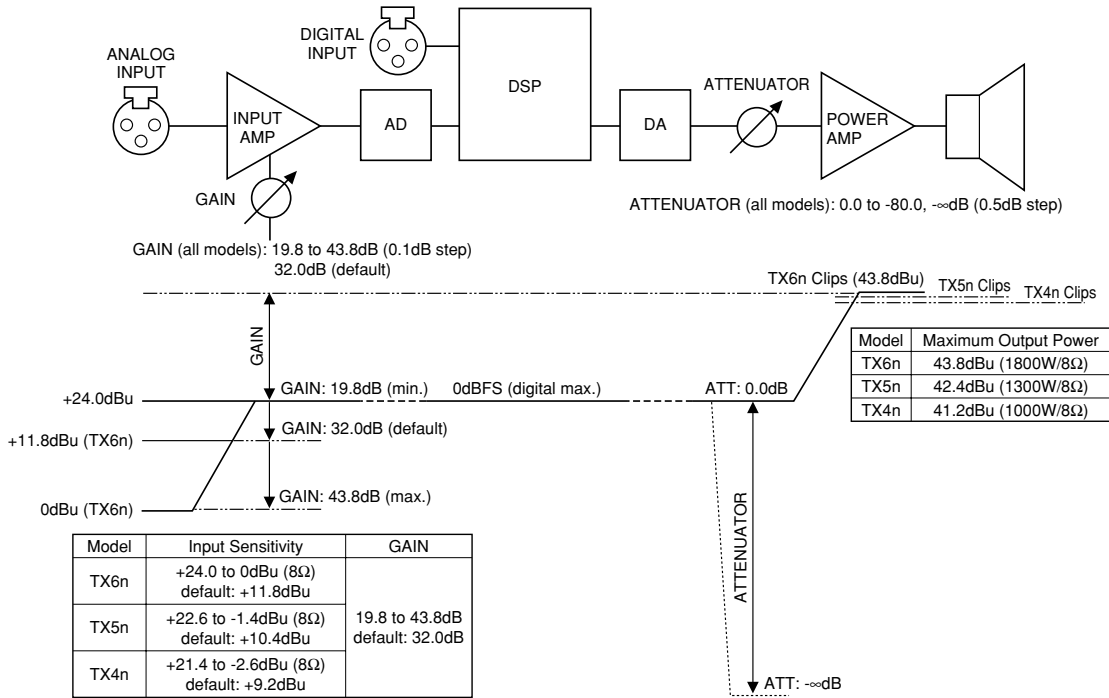 DIGITAL
INPUT
ANALOG
INPUT
INPUT
AMP
AD
DSP
DA
ATTENUATOR
POWER
AMP
GAIN
ATTENUATOR (all models): 0.0 to -80.0, -∞dB (0.5dB step)
GAIN (all models): 19.8 to 43.8dB (0.1dB step)
32.0dB (default)
TX6n Clips (43.8dBu)
TX5n Clips
TX4n Clips
GAIN
Model Maximum Output Power
TX6n 43.8dBu (1800W/8Ω)
TX5n 42.4dBu (1300W/8Ω)
TX4n 41.2dBu (1000W/8Ω)
+24.0dBu
GAIN: 19.8dB (min.)
0dBFS (digital max.)
ATT: 0.0dB
GAIN: 32.0dB (default)
+11.8dBu (TX6n)
GAIN: 43.8dB (max.)
0dBu (TX6n)
ATTENUATOR
ATT: -∞dB
Model Input Sensitivity GAIN
TX6n +24.0 to 0dBu (8Ω)
default: +11.8dBu
TX5n +22.6 to -1.4dBu (8Ω)
default: +10.4dBu
19.8 to 43.8dB
default: 32.0dB
TX4n +21.4 to -2.6dBu (8Ω)
default: +9.2dBu